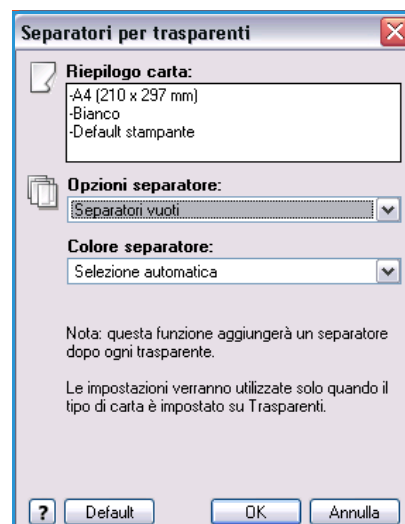 Separatori per trasparenti
Riepilogo carta:
-A4 (210 x 297 mm)
-Bianco
-Default stampante
Opzioni separatore:
Separatori vuoti
Colore separatore:
Selezione automatica
Nota: questa funzione aggiungerà un separatore
dopo ogni trasparente.
Le impostazioni verranno utilizzate solo quando il
tipo di carta è impostato su Trasparenti.
? Default OK Annulla